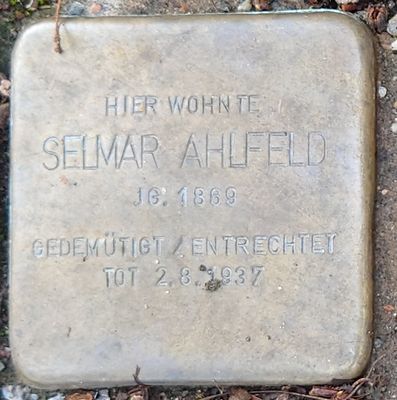 HIER WOHNTE
SELMAR AHLFELD
JG. 1869
GEDEMÜTIGT / ENTRECHTET
TOT 2.8.1937